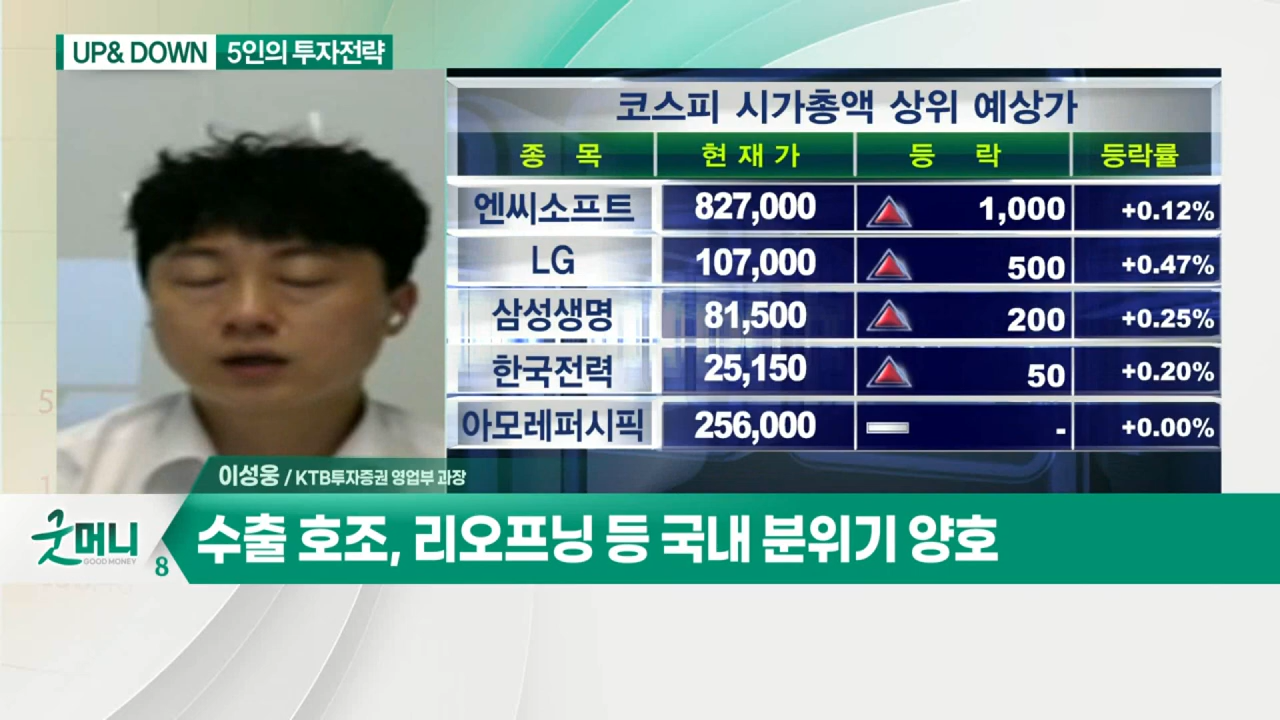 UP& DOWN 5인의 투자전략
코스피 시가총액 상위 예상가
종 목 현 재 가 등 락 등락률
엔씨소프트 827,000 1,000 +0.12%
LG 107,000 500 +0.47%
삼성생명 81,500 200 +0.25%
한국전력 25,150 50 +0.20%
아모레퍼시픽 256,000 - +0.00%
이성웅 / KTB투자증권 영업부 과장
굿머니 GOOD MONEY 8
수출 호조, 리오프닝 등 국내 분위기 양호